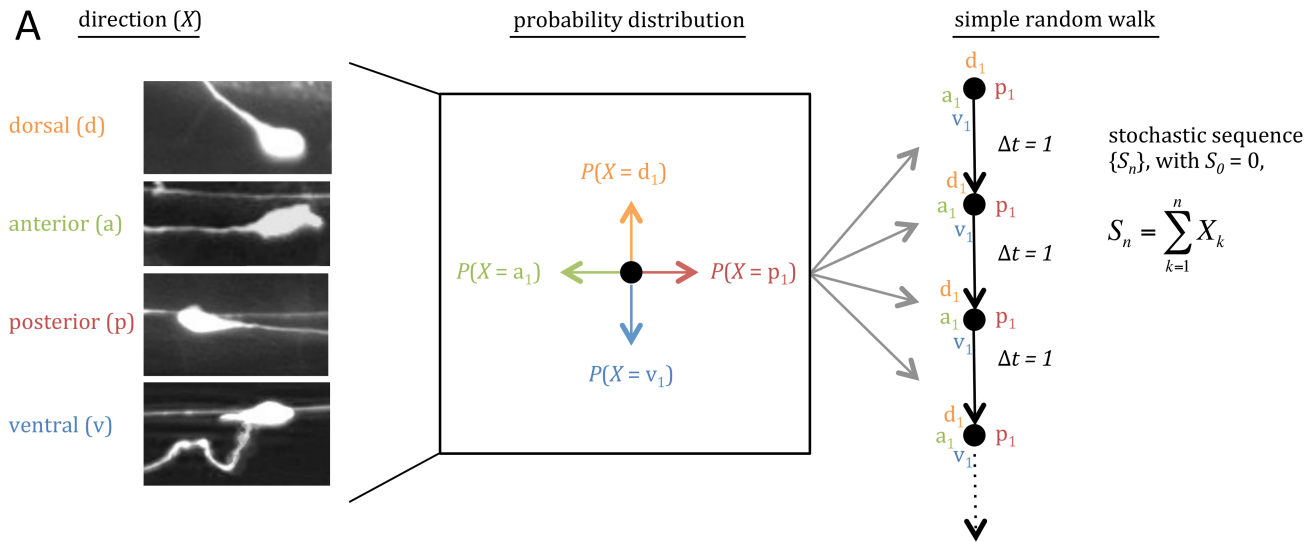 A
direction (X)
probability distribution
simple random walk
dorsal (d)
anterior (a)
posterior (p)
ventral (v)
P(X = d₁)
P(X = a₁)
P(X = p₁)
P(X = v₁)
d₁
a₁
p₁
v₁
Δt = 1
d₁
a₁
p₁
v₁
Δt = 1
d₁
a₁
p₁
v₁
Δt = 1
d₁
a₁
p₁
v₁
stochastic sequence
{Sₙ}, with S₀ = 0,
Sₙ = ∑ₖ₌₁ⁿ Xₖ